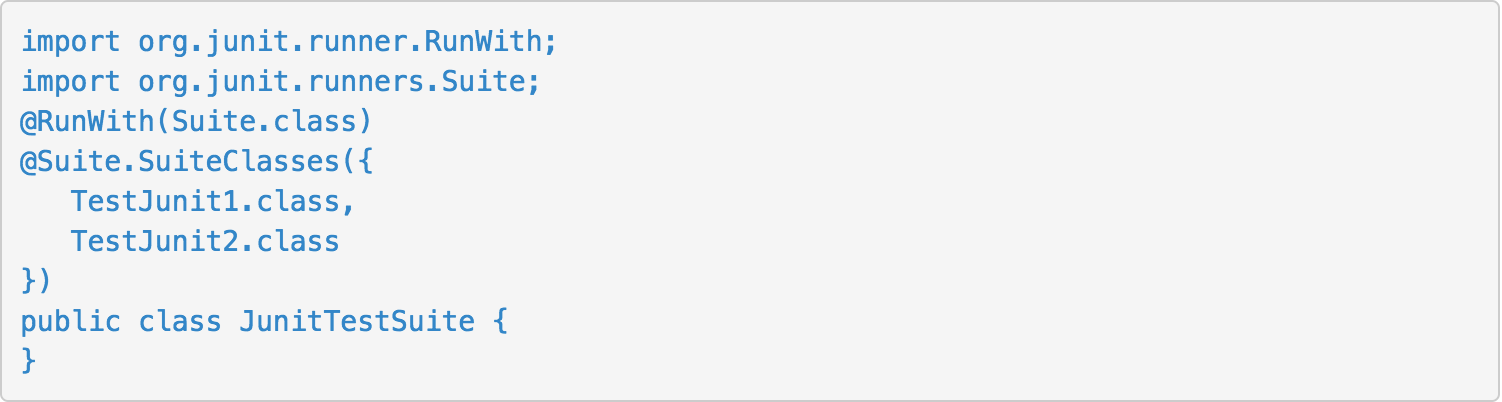 import org.junit.runner.RunWith;
import org.junit.runners.Suite;
@RunWith(Suite.class)
@Suite.SuiteClasses({
   TestJunit1.class,
   TestJunit2.class
})
public class JunitTestSuite {
}